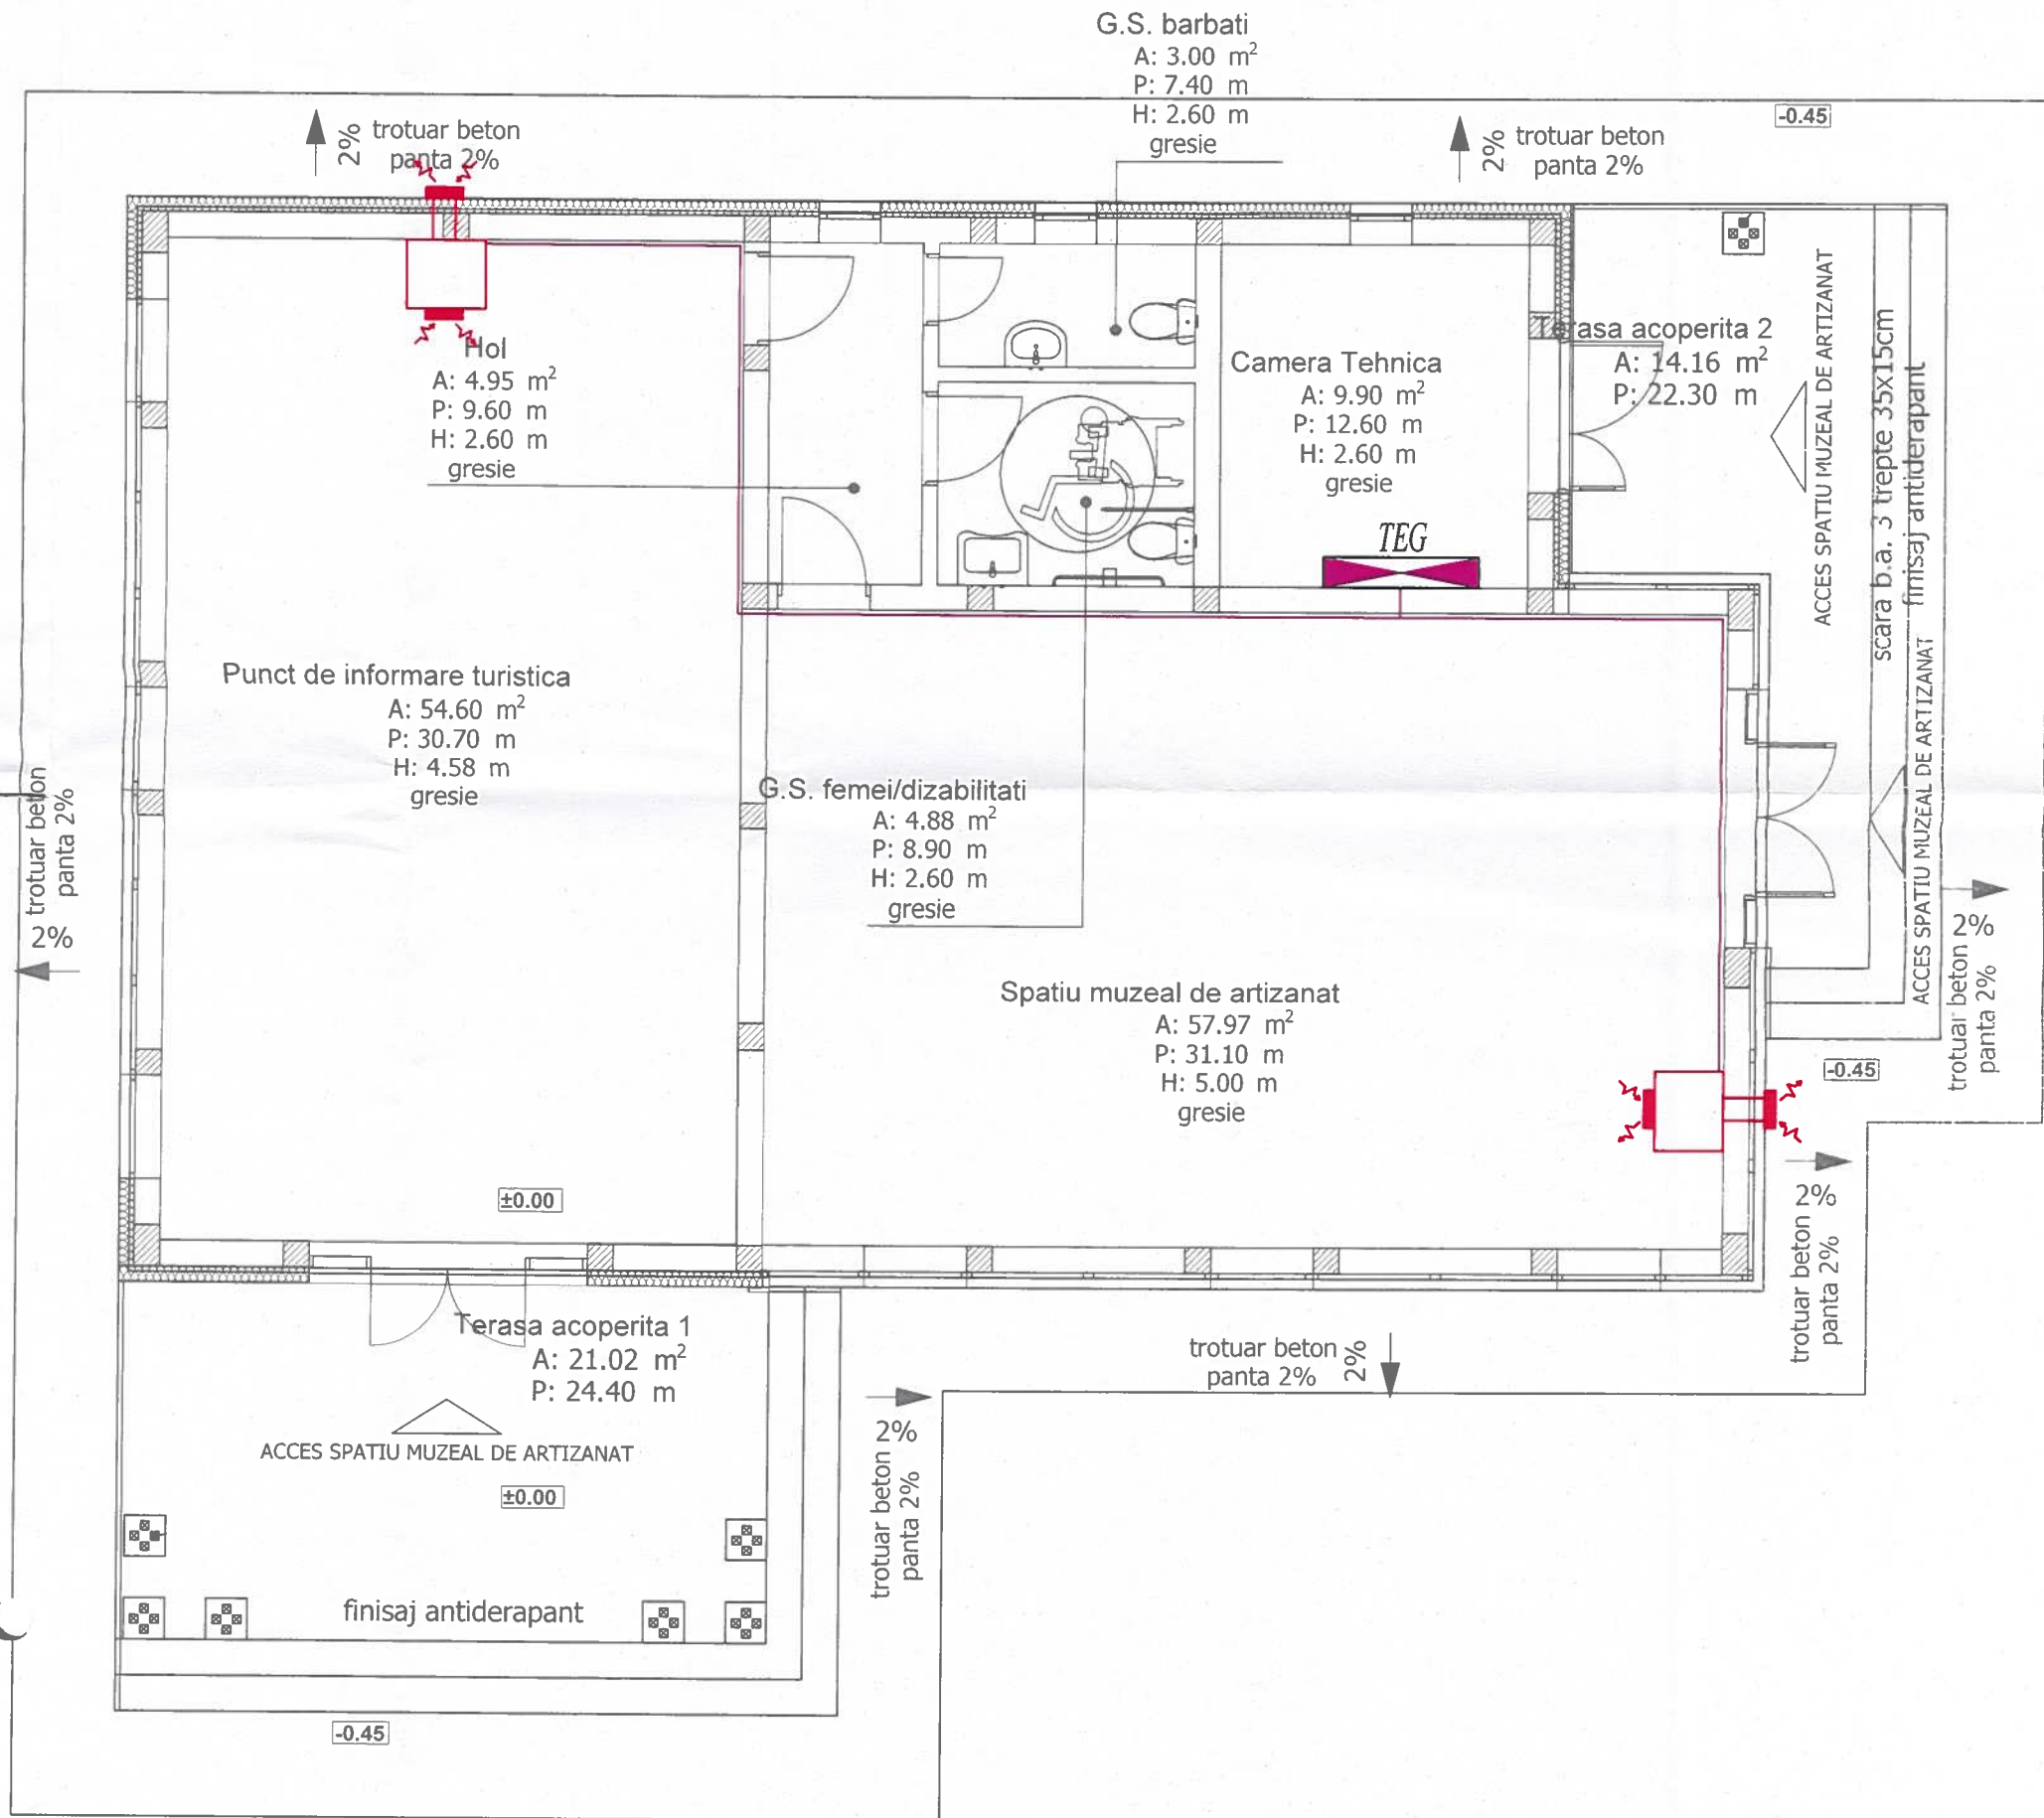 G.S. barbati
A: 3.00 m²
P: 7.40 m
H: 2.60 m
gresie
-0.45
2%
trotuar beton
panta 2%
2%
trotuar beton
panta 2%
Hol
A: 4.95 m²
P: 9.60 m
H: 2.60 m
gresie
Camera Tehnica
A: 9.90 m²
P: 12.60 m
H: 2.60 m
gresie
TEG
Terasa acoperita 2
A: 14.16 m²
P: 22.30 m
ACCES SPATIU MUZEAL DE ARTIZANAT
scara b.a. 3 trepte 35x15cm
finisaj antiderapant
ACCES SPATIU MUZEAL DE ARTIZANAT
Punct de informare turistica
A: 54.60 m²
P: 30.70 m
H: 4.58 m
gresie
G.S. femei/dizabilitati
A: 4.88 m²
P: 8.90 m
H: 2.60 m
gresie
trotuar beton
panta 2%
2%
Spatiu muzeal de artizanat
A: 57.97 m²
P: 31.10 m
H: 5.00 m
gresie
2%
trotuar beton
panta 2%
-0.45
2%
trotuar beton
panta 2%
±0.00
Terasa acoperita 1
A: 21.02 m²
P: 24.40 m
ACCES SPATIU MUZEAL DE ARTIZANAT
±0.00
trotuar beton
panta 2%
2%
2%
trotuar beton
panta 2%
finisaj antiderapant
-0.45